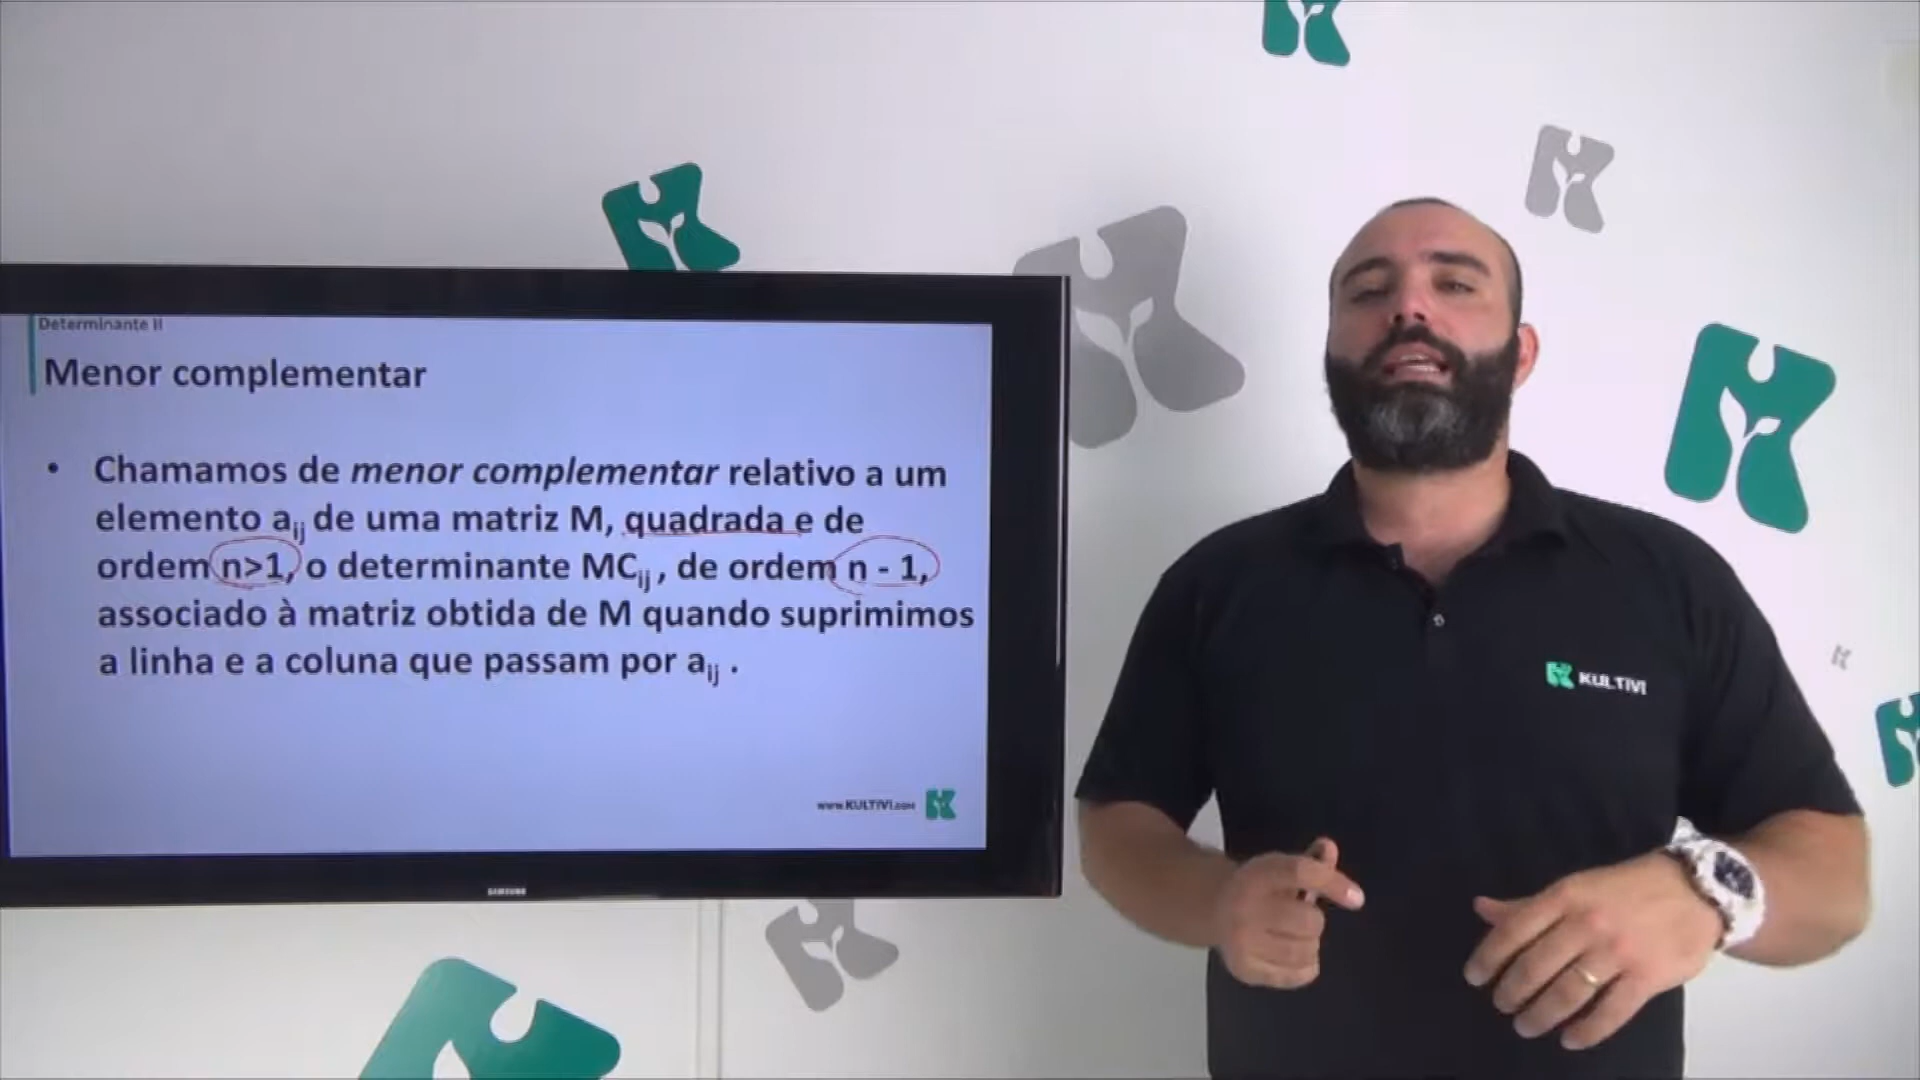 Determinante II
Menor complementar
• Chamamos de menor complementar relativo a um
elemento aij de uma matriz M, quadrada e de
ordem n>1, o determinante MCij , de ordem n - 1,
associado à matriz obtida de M quando suprimimos
a linha e a coluna que passam por aij .
www.KULTIVI.com
SAMSUNG
KULTIVI